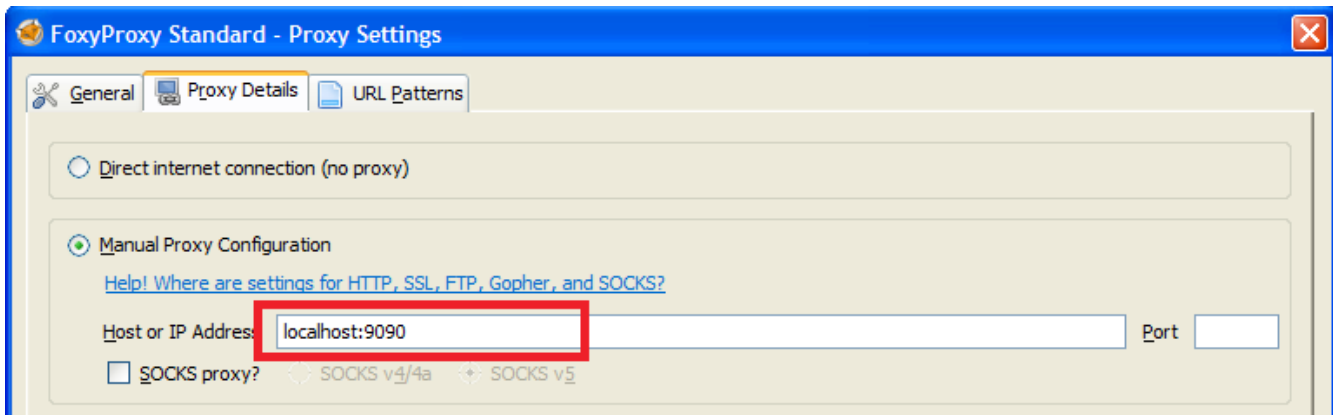 FoxyProxy Standard - Proxy Settings
General Proxy Details URL Patterns
Direct internet connection (no proxy)
Manual Proxy Configuration
Help! Where are settings for HTTP, SSL, FTP, Gopher, and SOCKS?
Host or IP Address localhost:9090 Port
SOCKS proxy? SOCKS v4/4a SOCKS v5